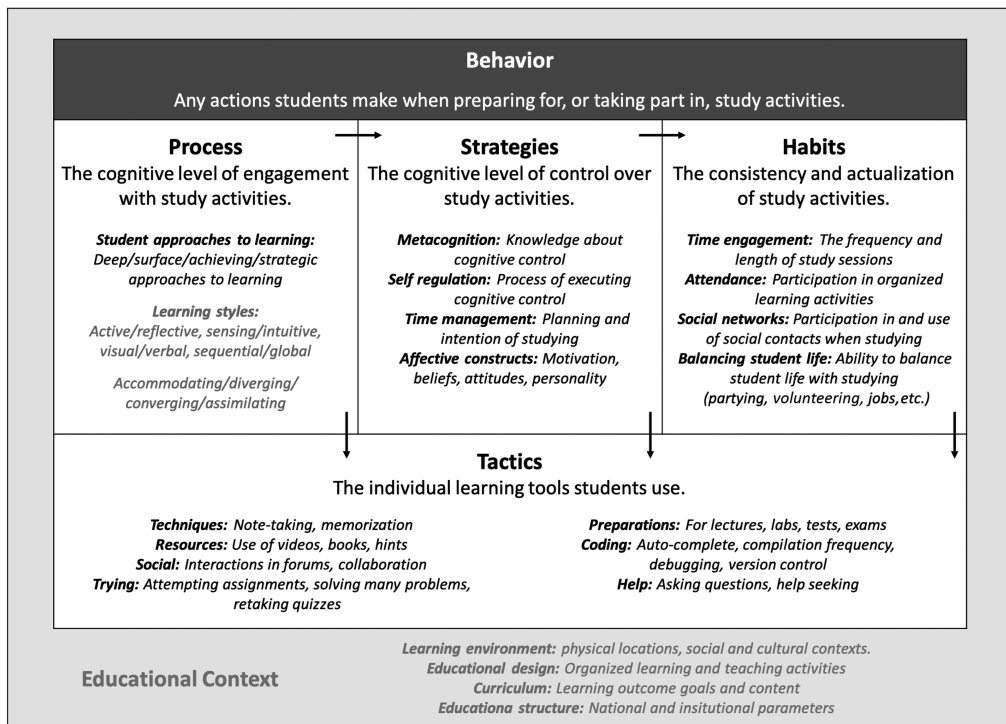 Behavior
Any actions students make when preparing for, or taking part in, study activities.
Process
The cognitive level of engagement
with study activities.
Student approaches to learning:
Deep/surface/achieving/strategic
approaches to learning
Learning styles:
Active/reflective, sensing/intuitive,
visual/verbal, sequential/global
Accommodating/diverging/
converging/assimilating
Strategies
The cognitive level of control over
study activities.
Metacognition: Knowledge about
cognitive control
Self regulation: Process of executing
cognitive control
Time management: Planning and
intention of studying
Affective constructs: Motivation,
beliefs, attitudes, personality
Habits
The consistency and actualization
of study activities.
Time engagement: The frequency and
length of study sessions
Attendance: Participation in organized
learning activities
Social networks: Participation in and use
of social contacts when studying
Balancing student life: Ability to balance
student life with studying
(partying, volunteering, jobs,etc.)
Tactics
The individual learning tools students use.
Techniques: Note-taking, memorization
Resources: Use of videos, books, hints
Social: Interactions in forums, collaboration
Trying: Attempting assignments, solving many problems,
retaking quizzes
Preparations: For lectures, labs, tests, exams
Coding: Auto-complete, compilation frequency,
debugging, version control
Help: Asking questions, help seeking
Educational Context
Learning environment: physical locations, social and cultural contexts.
Educational design: Organized learning and teaching activities
Curriculum: Learning outcome goals and content
Educationa structure: National and insitutional parameters